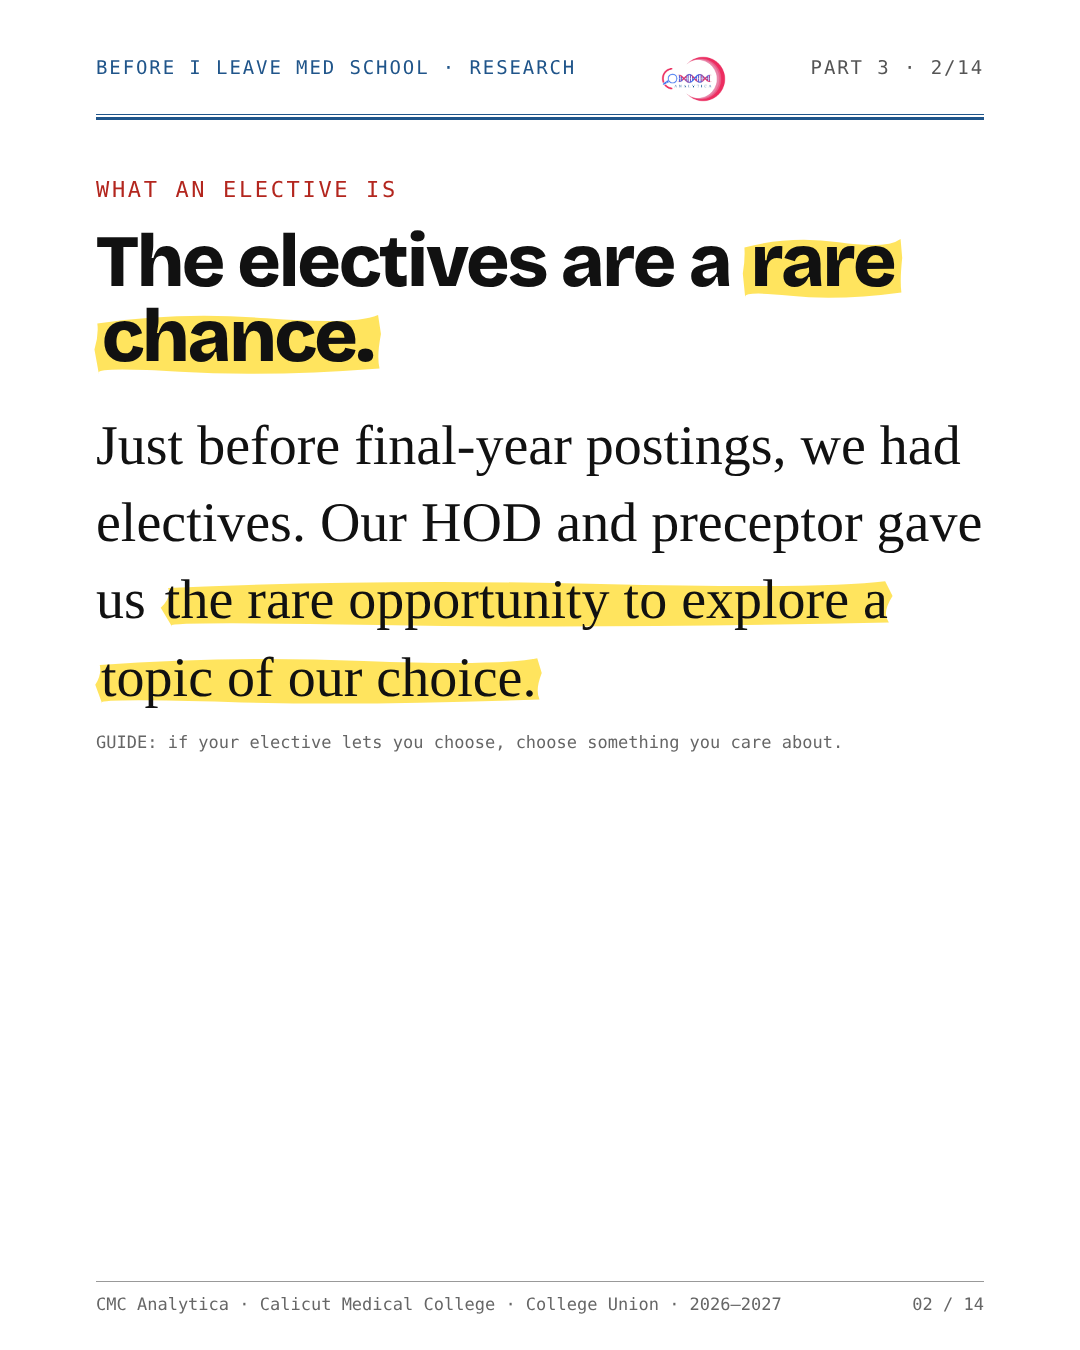 BEFORE I LEAVE MED SCHOOL · RESEARCH
ANALYTICA
PART 3 · 2/14
WHAT AN ELECTIVE IS
The electives are a rare
chance.
Just before final-year postings, we had
electives. Our HOD and preceptor gave
us the rare opportunity to explore a
topic of our choice.
GUIDE: if your elective lets you choose, choose something you care about.
CMC Analytica · Calicut Medical College · College Union · 2026–2027
02 / 14